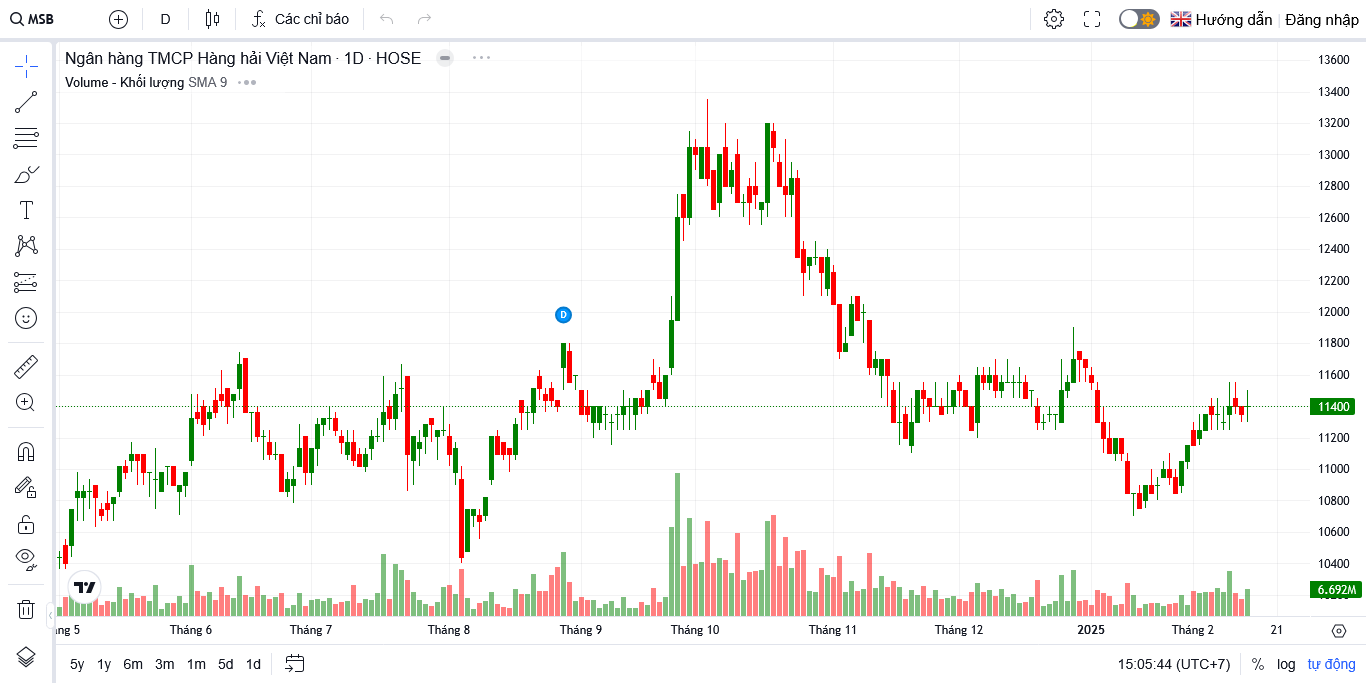 MSB D Các chỉ báo Hướng dẫn Đăng nhập
Ngân hàng TMCP Hàng hải Việt Nam · 1D · HOSE
Volume - Khối lượng SMA 9
D
13600
13400
13200
13000
12800
12600
12400
12200
12000
11800
11600
11400
11200
11000
10800
10600
10400
6.692M
ng 5 Tháng 6 Tháng 7 Tháng 8 Tháng 9 Tháng 10 Tháng 11 Tháng 12 2025 Tháng 2 21
5y 1y 6m 3m 1m 5d 1d 15:05:44 (UTC+7) % log tự động